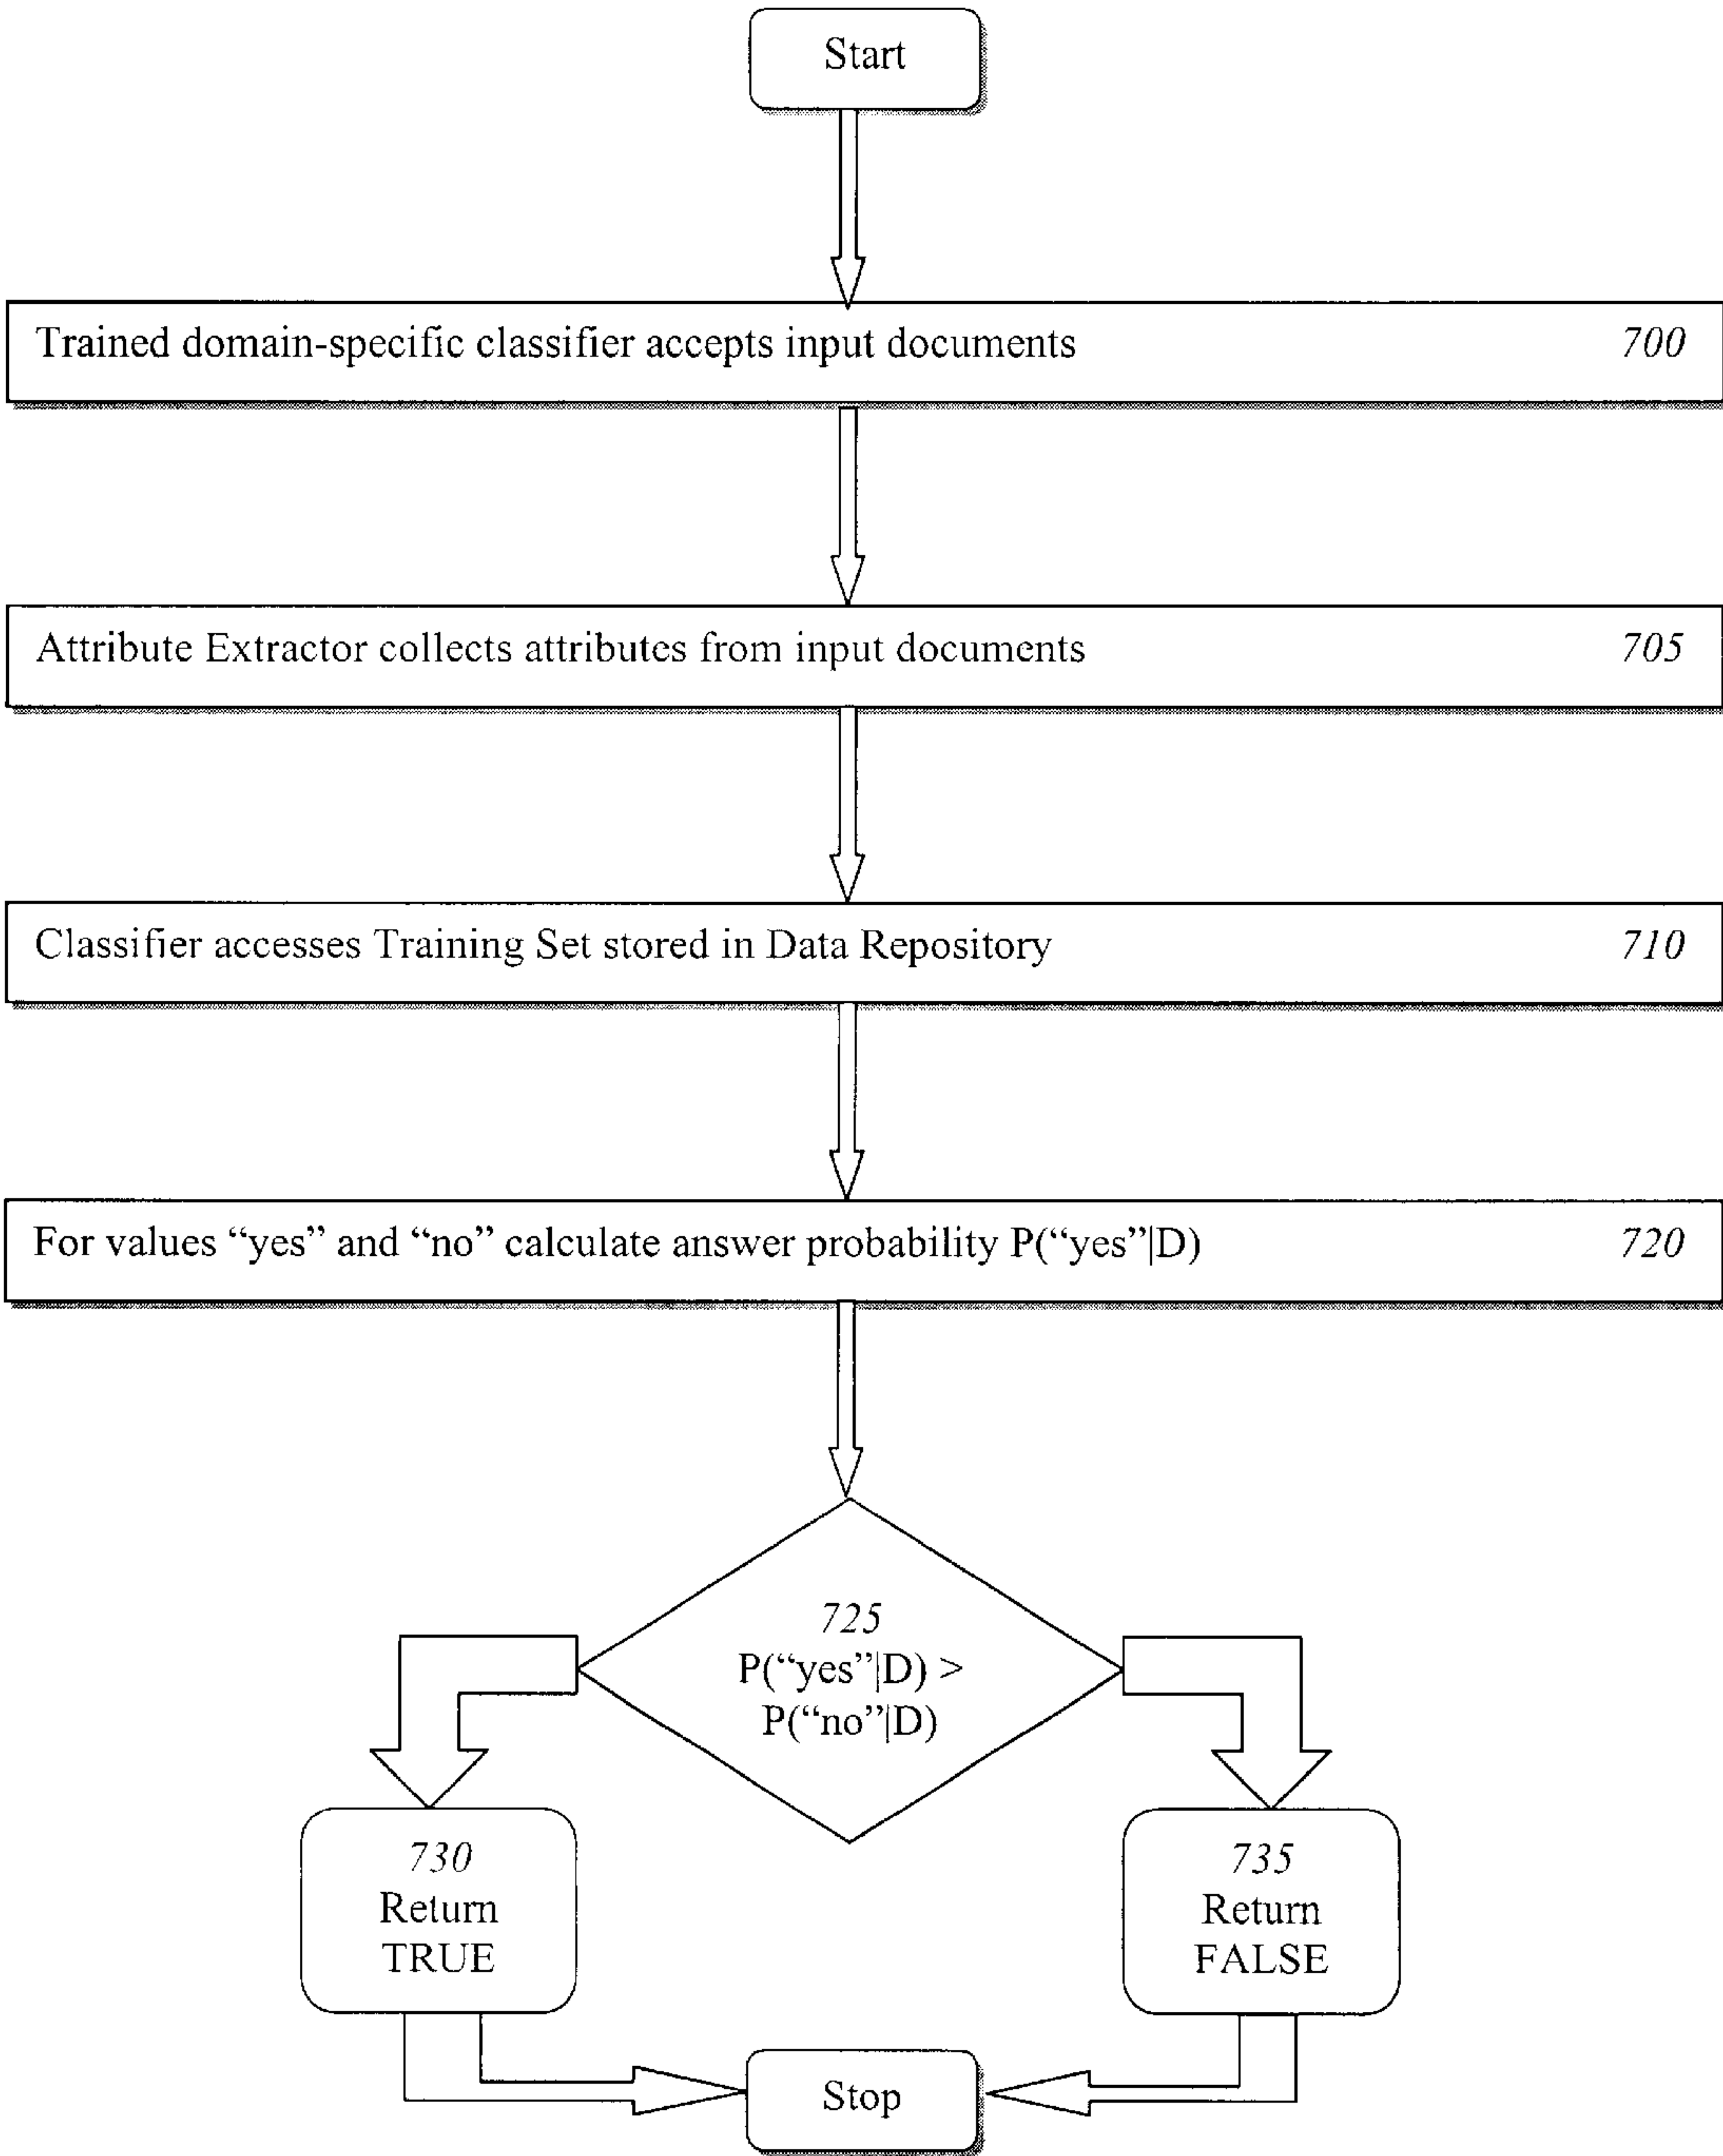 Start
Trained domain-specific classifier accepts input documents 700
Attribute Extractor collects attributes from input documents 705
Classifier accesses Training Set stored in Data Repository 710
For values “yes” and “no” calculate answer probability P(“yes”|D) 720
725
P(“yes”|D) >
P(“no”|D)
730
Return
TRUE
735
Return
FALSE
Stop